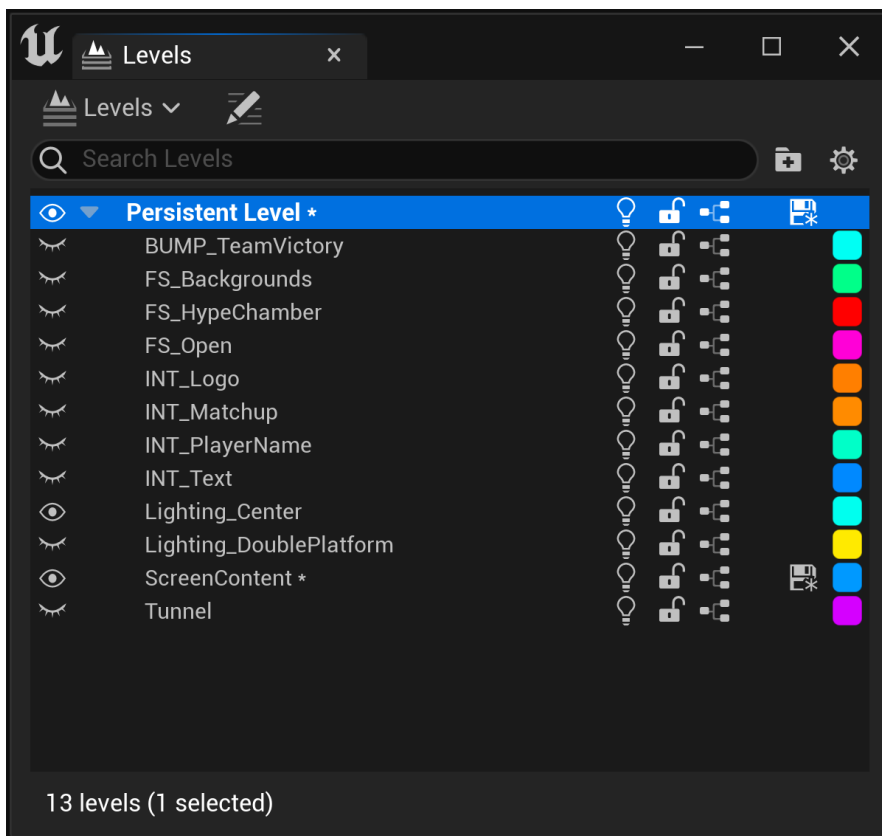 Levels
Levels
Search Levels
Persistent Level *
BUMP_TeamVictory
FS_Backgrounds
FS_HypeChamber
FS_Open
INT_Logo
INT_Matchup
INT_PlayerName
INT_Text
Lighting_Center
Lighting_DoublePlatform
ScreenContent *
Tunnel
13 levels (1 selected)